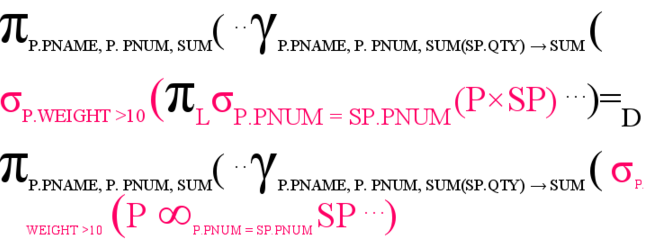 π P.PNAME, P. PNUM, SUM( ·· γ P.PNAME, P. PNUM, SUM(SP.QTY) → SUM (
σ P.WEIGHT >10 (π L σ P.PNUM = SP.PNUM (P×SP) ···)= D
π P.PNAME, P. PNUM, SUM( ·· γ P.PNAME, P. PNUM, SUM(SP.QTY) → SUM ( σ P.
WEIGHT >10 (P ∞ P.PNUM = SP.PNUM SP ···)